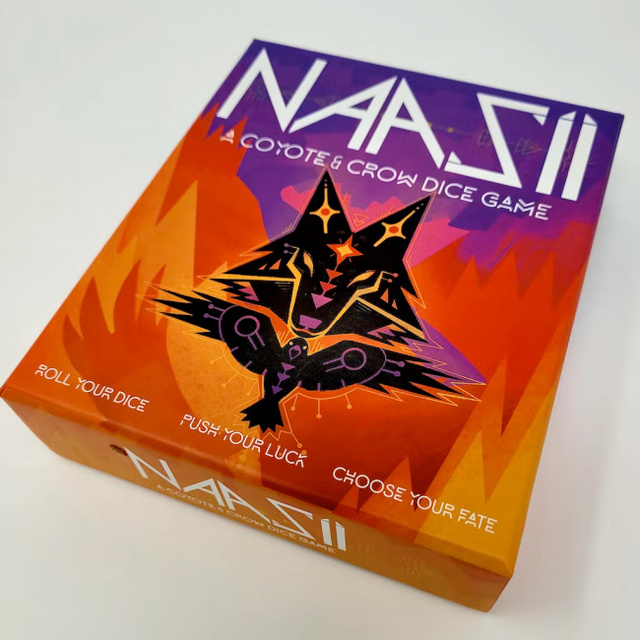 NAASII
A COYOTE & CROW DICE GAME
ROLL YOUR DICE
PUSH YOUR LUCK
CHOOSE YOUR FATE
NAASII
A COYOTE & CROW DICE GAME